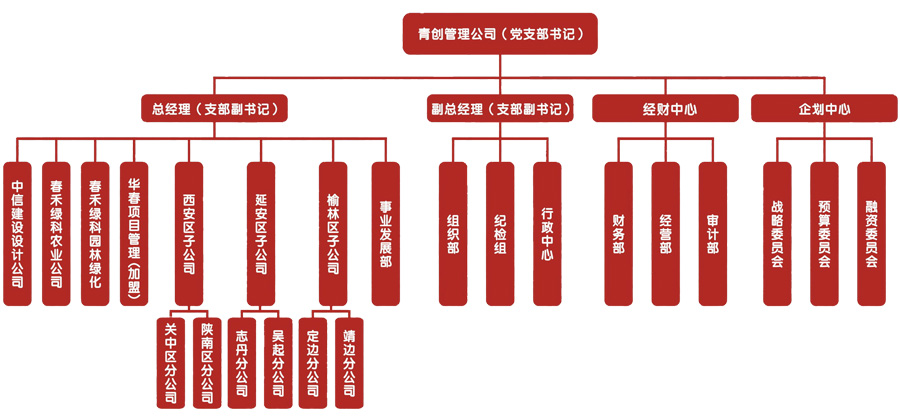 青创管理公司（党支部书记）
总经理（支部副书记）
副总经理（支部副书记）
经财中心
企划中心
中信建设设计公司
春禾绿科农业公司
春禾绿科园林绿化
华春项目管理（加盟）
西安区子公司
延安区子公司
榆林区子公司
事业发展部
组织部
纪检组
行政中心
财务部
经营部
审计部
战略委员会
预算委员会
融资委员会
关中区分公司
陕南区分公司
志丹分公司
吴起分公司
定边分公司
靖边分公司